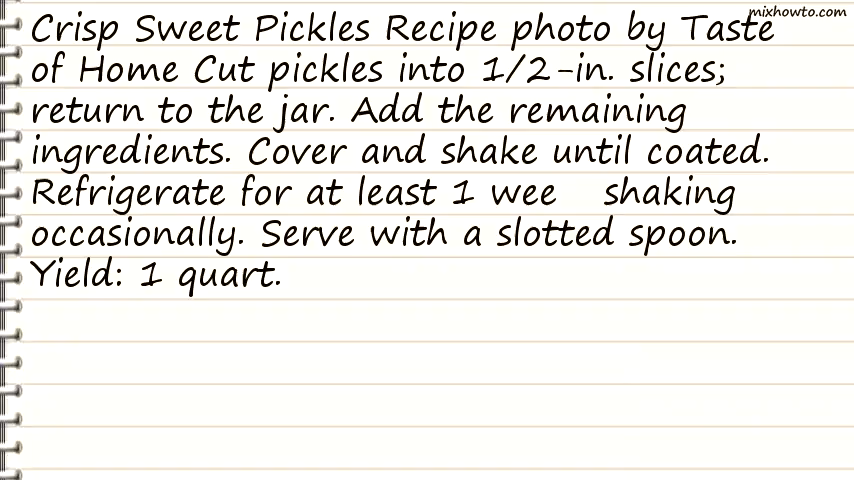 mixhowto.com
Crisp Sweet Pickles Recipe photo by Taste
of Home Cut pickles into 1/2-in. slices;
return to the jar. Add the remaining
ingredients. Cover and shake until coated.
Refrigerate for at least 1 wee shaking
occasionally. Serve with a slotted spoon.
Yield: 1 quart.